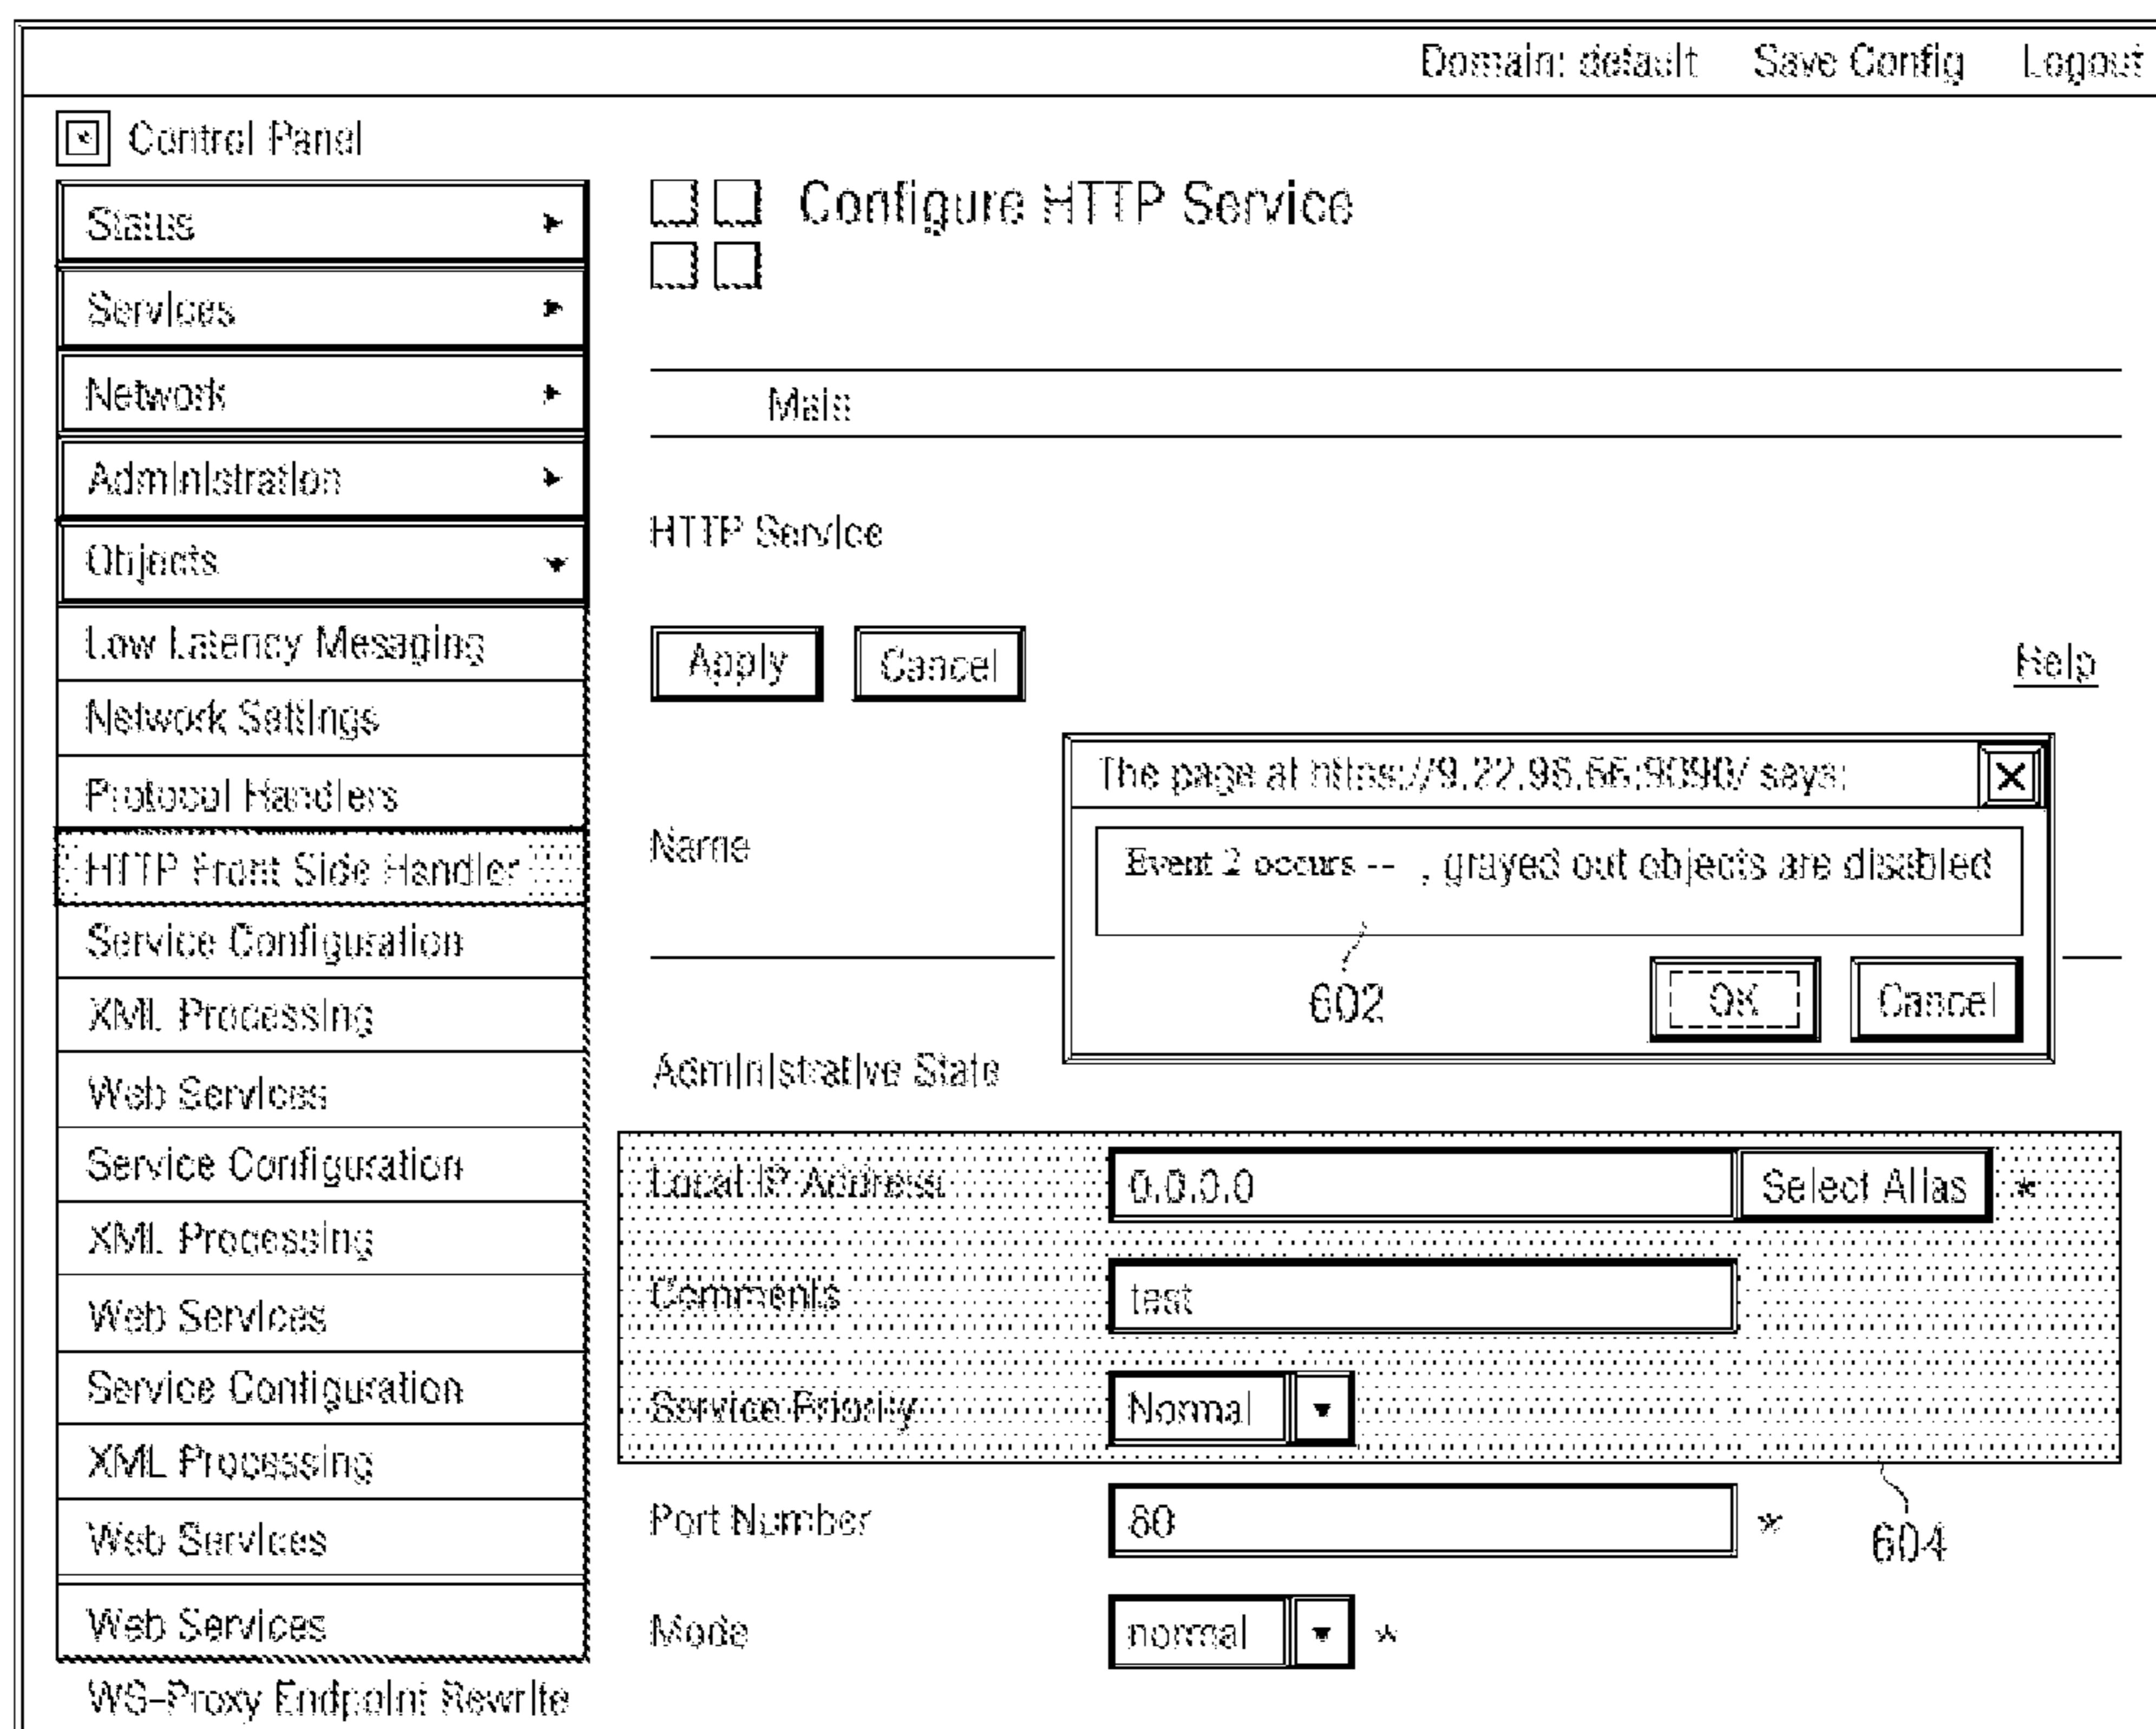 Domain: default Save Config Logout
Control Panel
Configure HTTP Service
Status
Services
Network
Administration
Objects
Low Latency Mesaging
Network Settings
Protocol Handlers
HTTP Front Side Handler
Service Configuration
XML Processing
Web Services
Service Configuration
XML Processing
Web Services
Service Configuration
XML Processing
Web Services
Web Services
WS-Proxy Endpoint Rewrite
Main
HTTP Service
Apply Cancel Help
The page at https://9.22.95.66:9090/ says:
Event 2 occurs -- , grayed out objects are disabled
602
OK Cancel
Name
Administrative State
Local IP Address 0.0.0.0 Select Alias *
Comments test
Service Priority Normal
Port Number 80 *
604
Mode normal *